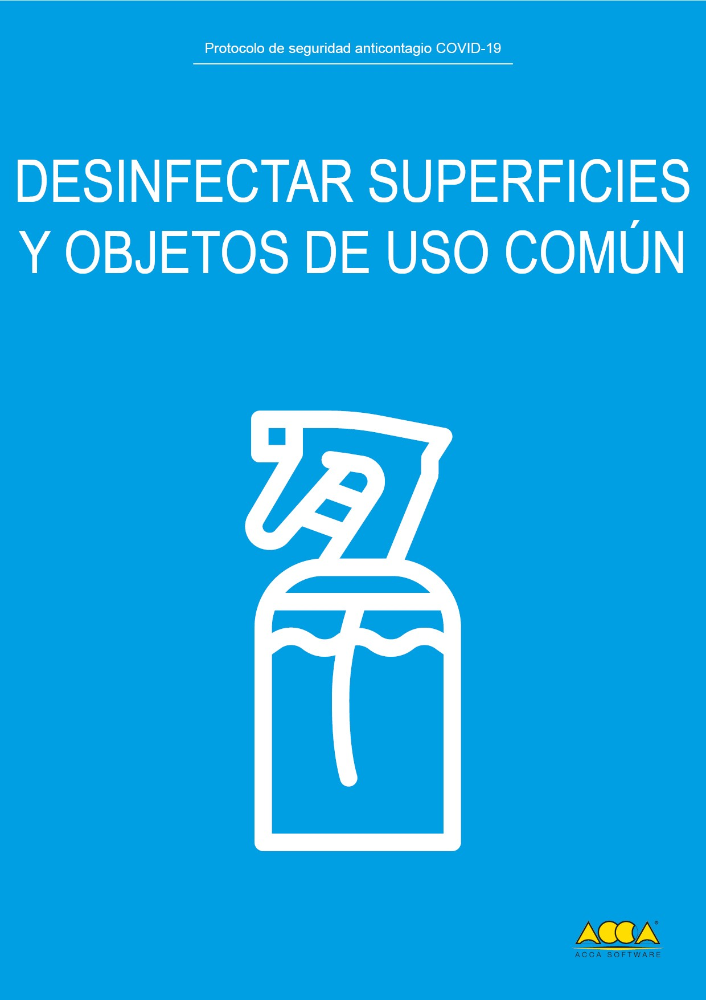 Protocolo de seguridad anticontagio COVID-19
DESINFECTAR SUPERFICIES
Y OBJETOS DE USO COMÚN
ACCA®
ACCA SOFTWARE